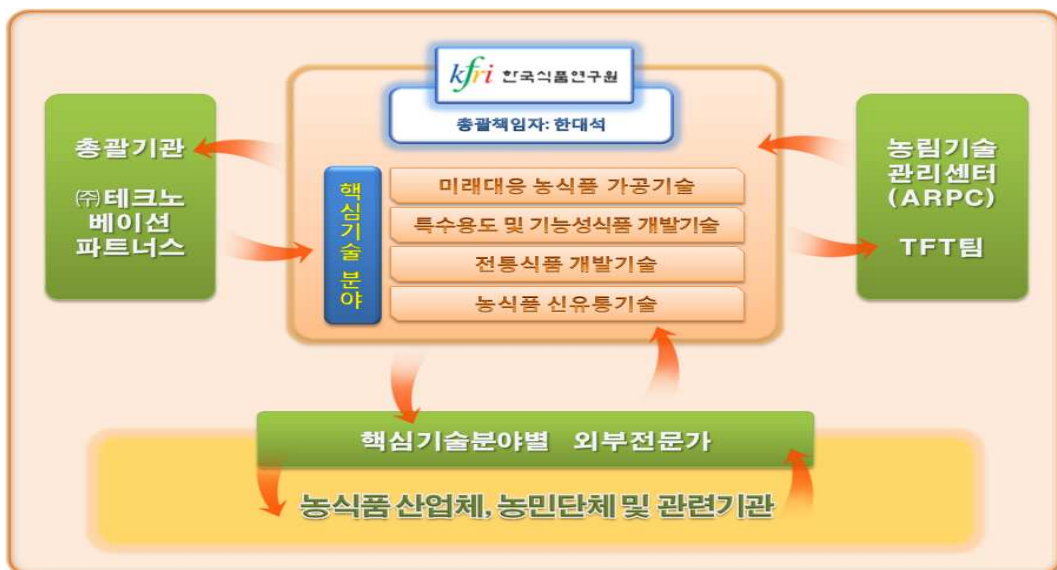 kfri 한국식품연구원
총괄책임자: 한대석
총괄기관
㈜테크노
베이션
파트너스
핵심기술 분야
미래대응 농식품 가공기술
특수용도 및 기능성식품 개발기술
전통식품 개발기술
농식품 신유통기술
농림기술
관리센터
(ARPC)
TFT팀
핵심기술분야별 외부전문가
농식품 산업체, 농민단체 및 관련기관